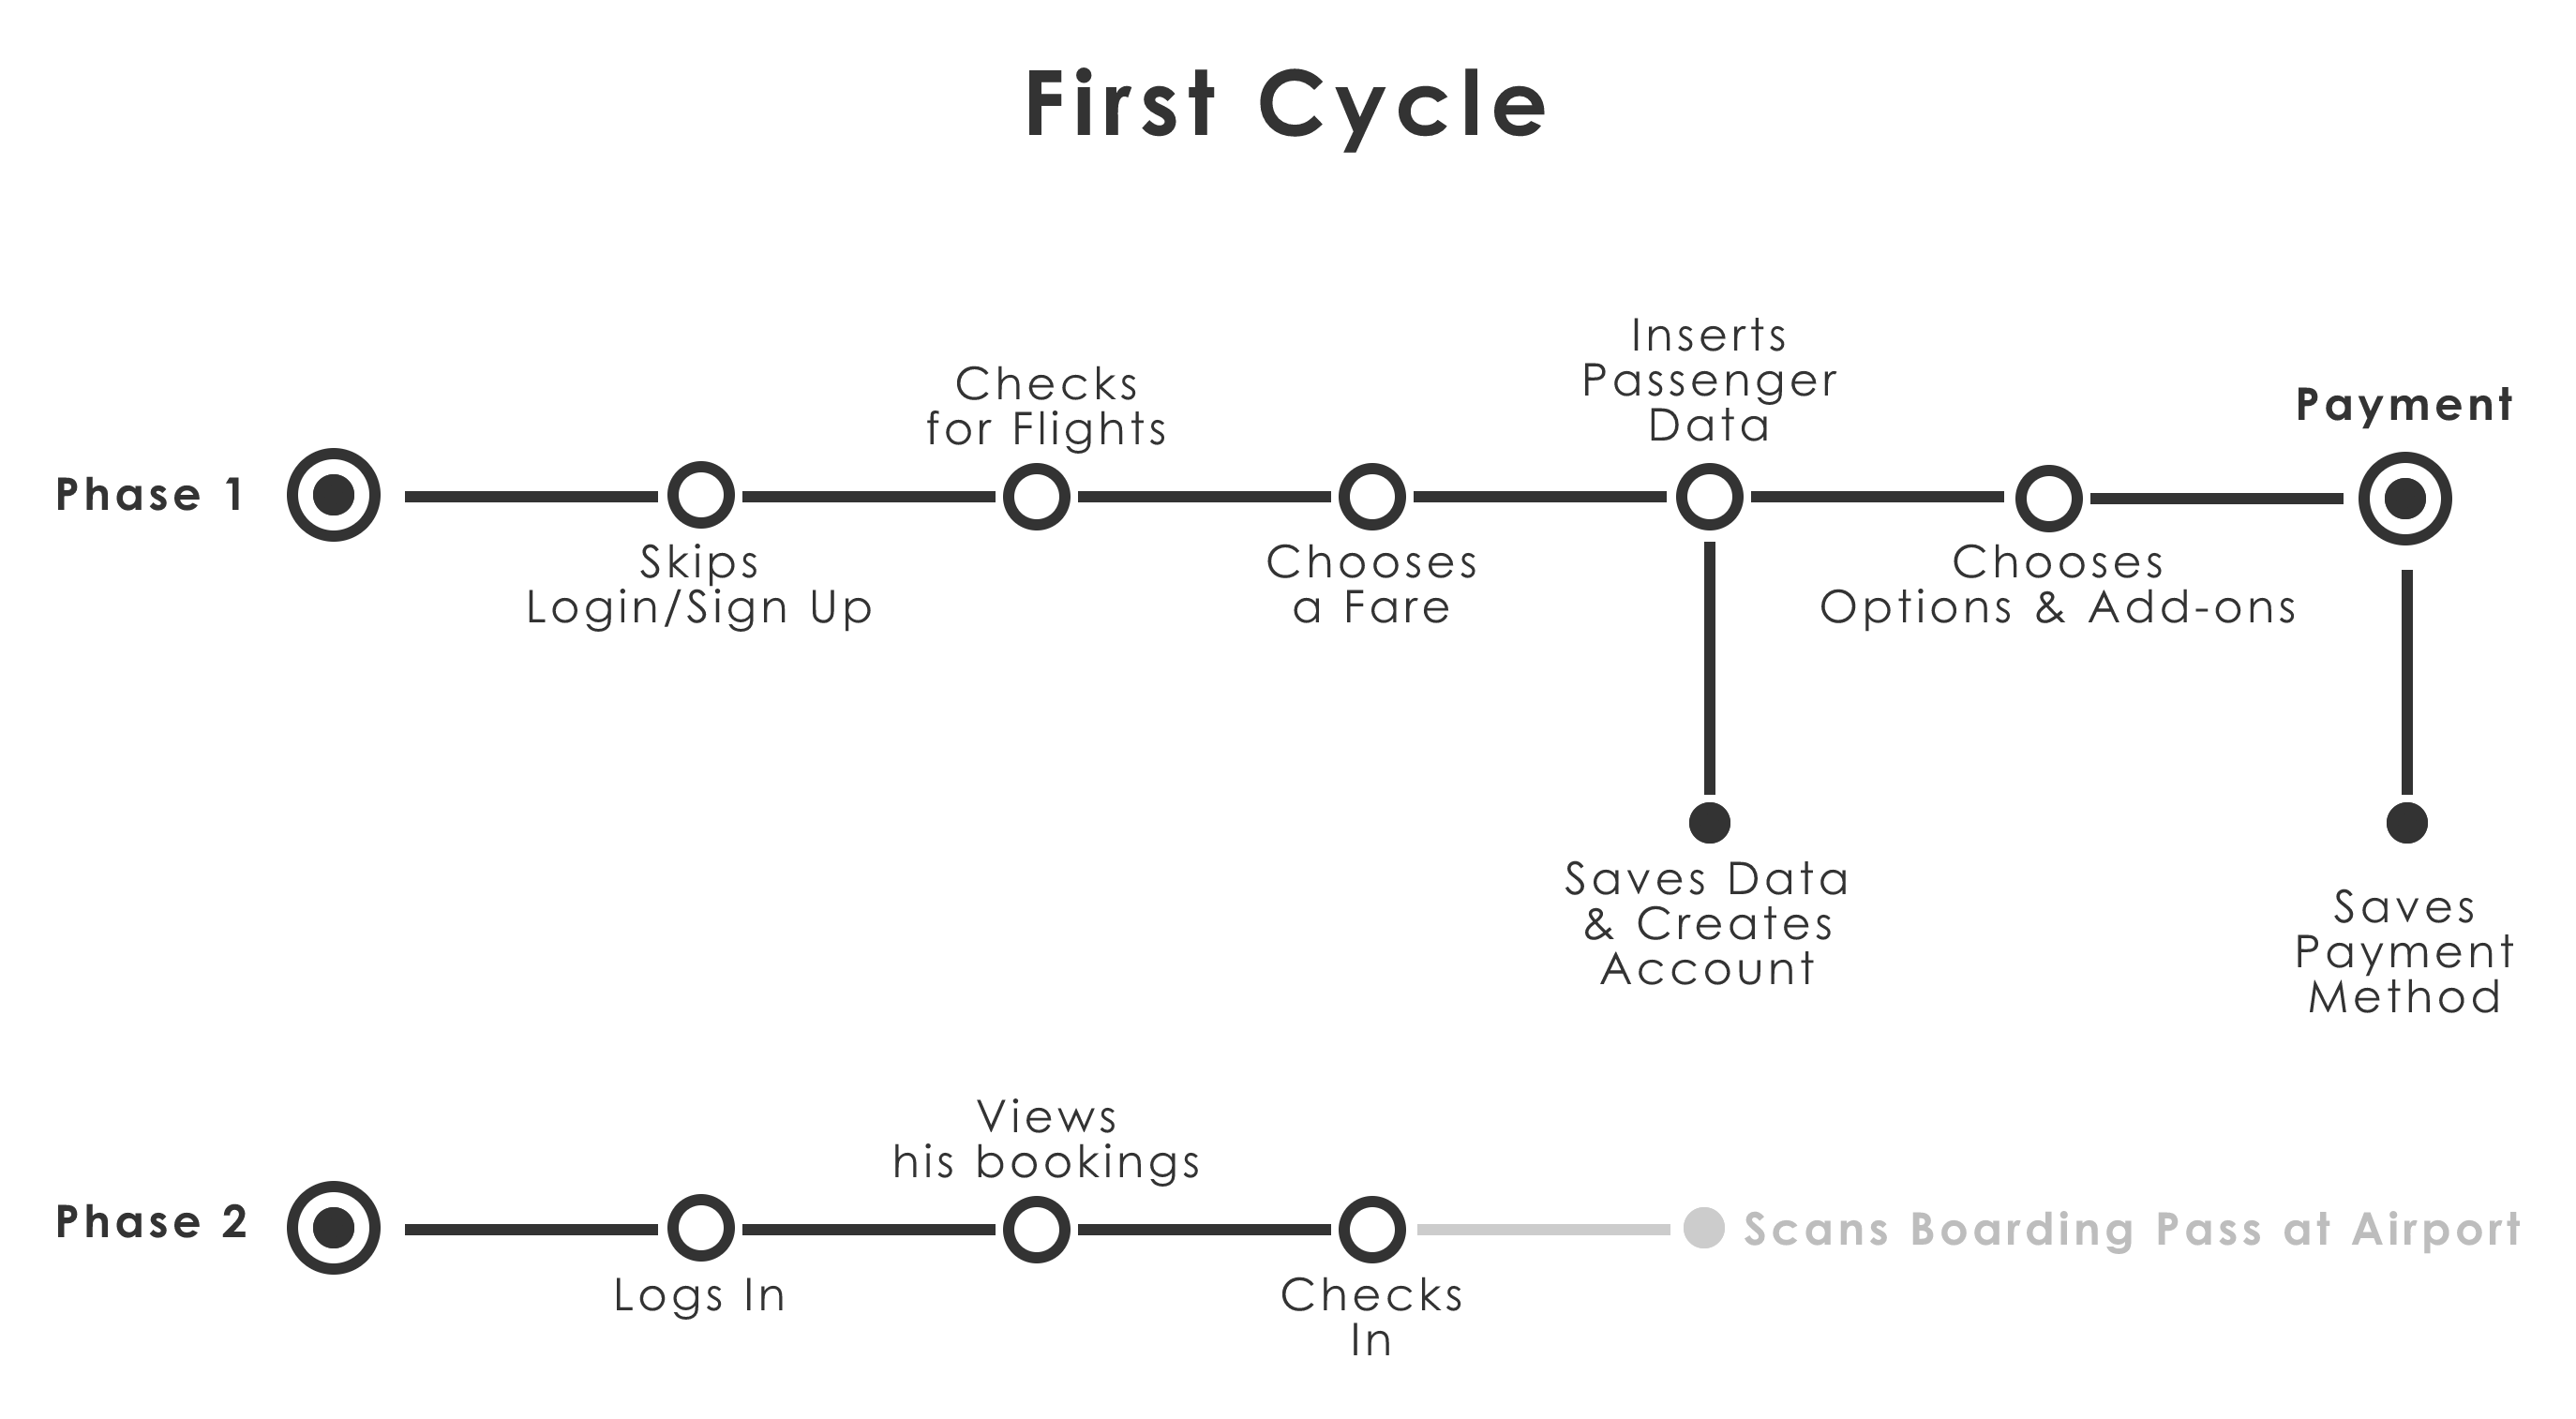 First Cycle
Inserts
Passenger
Data
Checks
for Flights
Payment
Phase 1
Skips
Login/Sign Up
Chooses
a Fare
Chooses
Options & Add-ons
Saves Data
& Creates
Account
Saves
Payment
Method
Views
his bookings
Phase 2
Scans Boarding Pass at Airport
Logs In
Checks
In